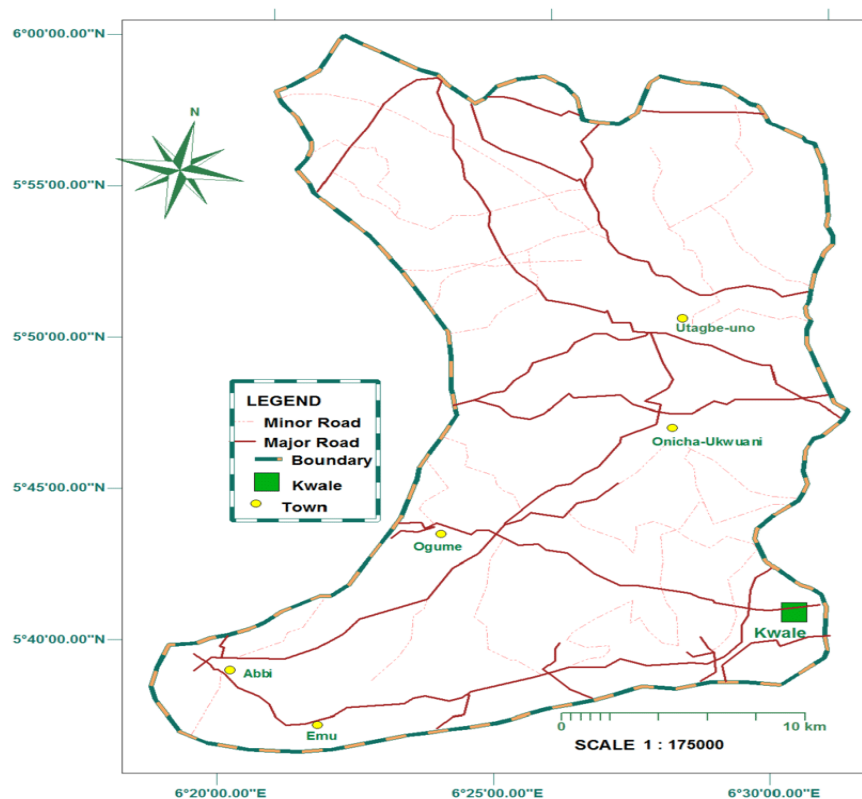 6°00'00.00"N
N
5°55'00.00"N
5°50'00.00"N
Utagbe-uno
LEGEND
Minor Road
Major Road
Boundary
Kwale
Town
Onicha-Ukwuani
5°45'00.00"N
Ogume
Kwale
5°40'00.00"N
Abbi
Emu
0 10 km
SCALE 1 : 175000
6°20'00.00"E 6°25'00.00"E 6°30'00.00"E